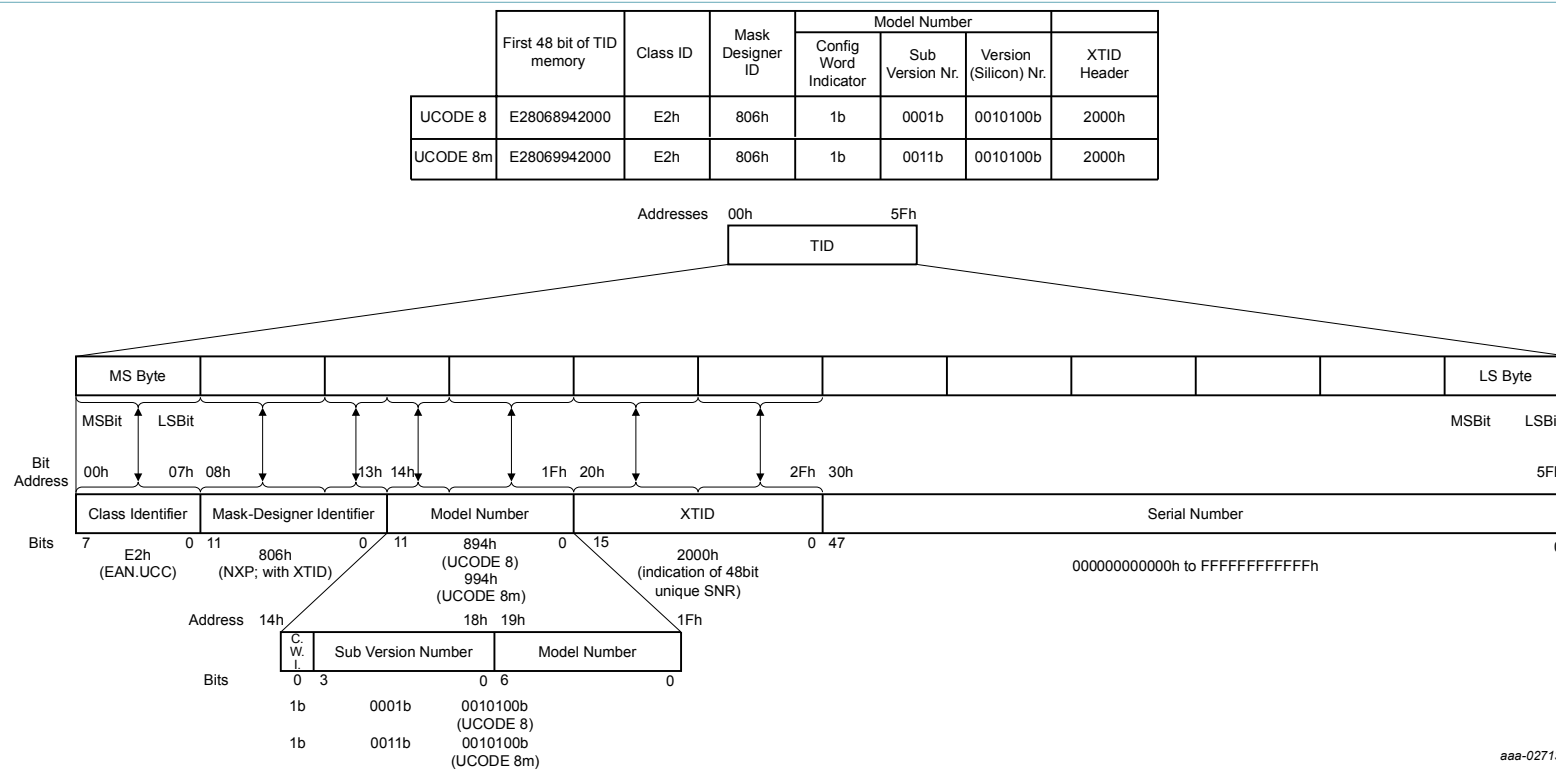 Model Number
First 48 bit of TID memory
Class ID
Mask Designer ID
Config Word Indicator
Sub Version Nr.
Version (Silicon) Nr.
XTID Header
UCODE 8 E28068942000 E2h 806h 1b 0001b 0010100b 2000h
UCODE 8m E28069942000 E2h 806h 1b 0011b 0010100b 2000h
Addresses 00h 5Fh
TID
MS Byte LS Byte
MSBit LSBit MSBit
Bit Address
00h 07h 08h 13h 14h 1Fh 20h 2Fh 30h
Class Identifier Mask-Designer Identifier Model Number XTID Serial Number
Bits 7 0 11 0 11 0 15 0 47
E2h
(EAN.UCC)
806h
(NXP; with XTID)
894h
(UCODE 8)
994h
(UCODE 8m)
2000h
(indication of 48bit
unique SNR)
000000000000h to FFFFFFFFFFFFh
Address 14h 18h 19h 1Fh
C.
W.
I.
Sub Version Number Model Number
Bits 0 3 0 6 0
1b 0001b 0010100b
(UCODE 8)
1b 0011b 0010100b
(UCODE 8m)